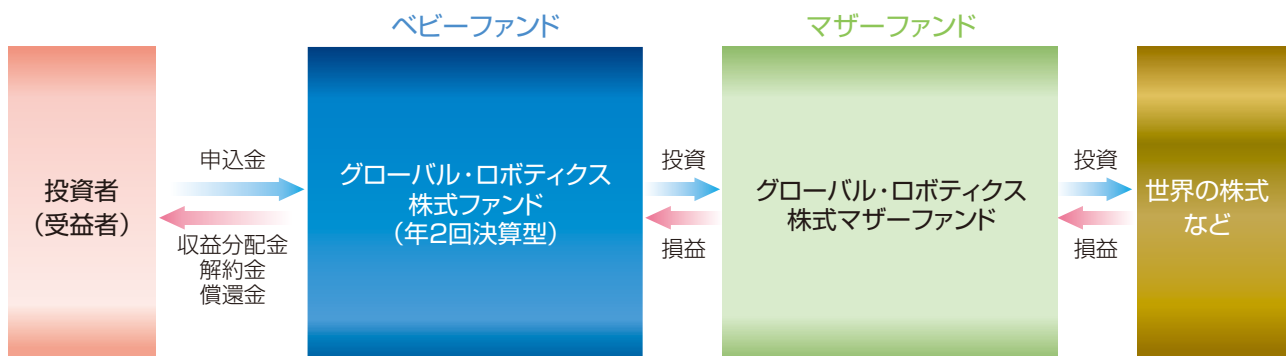 ベビーファンド
マザーファンド
投資者
（受益者）
申込金
収益分配金
解約金
償還金
グローバル・ロボティクス
株式ファンド
（年2回決算型）
投資
損益
グローバル・ロボティクス
株式マザーファンド
投資
損益
世界の株式
など